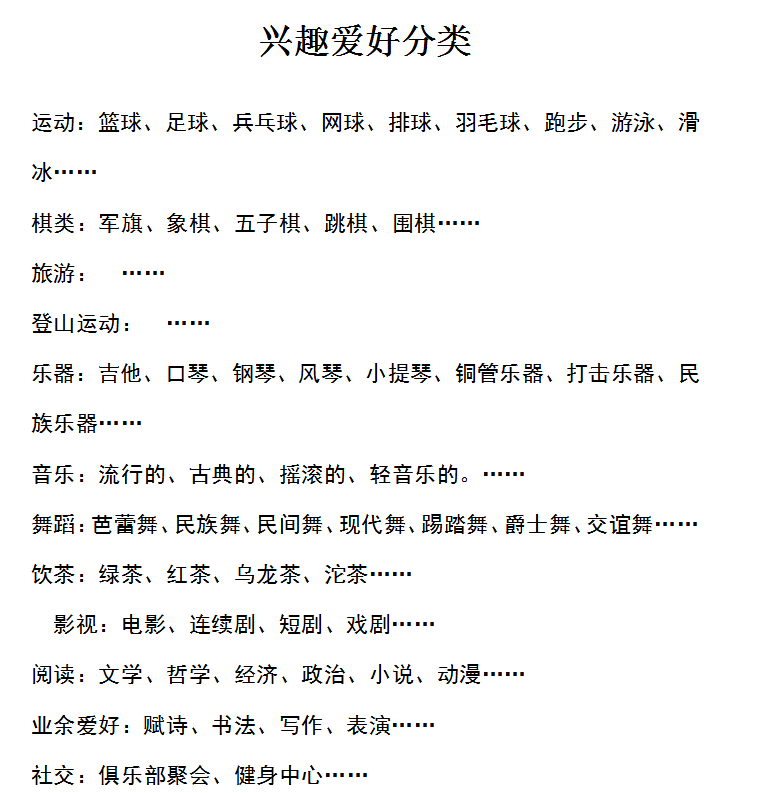 兴趣爱好分类
运动：篮球、足球、兵乓球、网球、排球、羽毛球、跑步、游泳、滑
冰……
棋类：军旗、象棋、五子棋、跳棋、围棋……
旅游：　……
登山运动：　……
乐器：吉他、口琴、钢琴、风琴、小提琴、铜管乐器、打击乐器、民
族乐器……
音乐：流行的、古典的、摇滚的、轻音乐的。……
舞蹈：芭蕾舞、民族舞、民间舞、现代舞、踢踏舞、爵士舞、交谊舞……
饮茶：绿茶、红茶、乌龙茶、沱茶……
影视：电影、连续剧、短剧、戏剧……
阅读：文学、哲学、经济、政治、小说、动漫……
业余爱好：赋诗、书法、写作、表演……
社交：俱乐部聚会、健身中心……